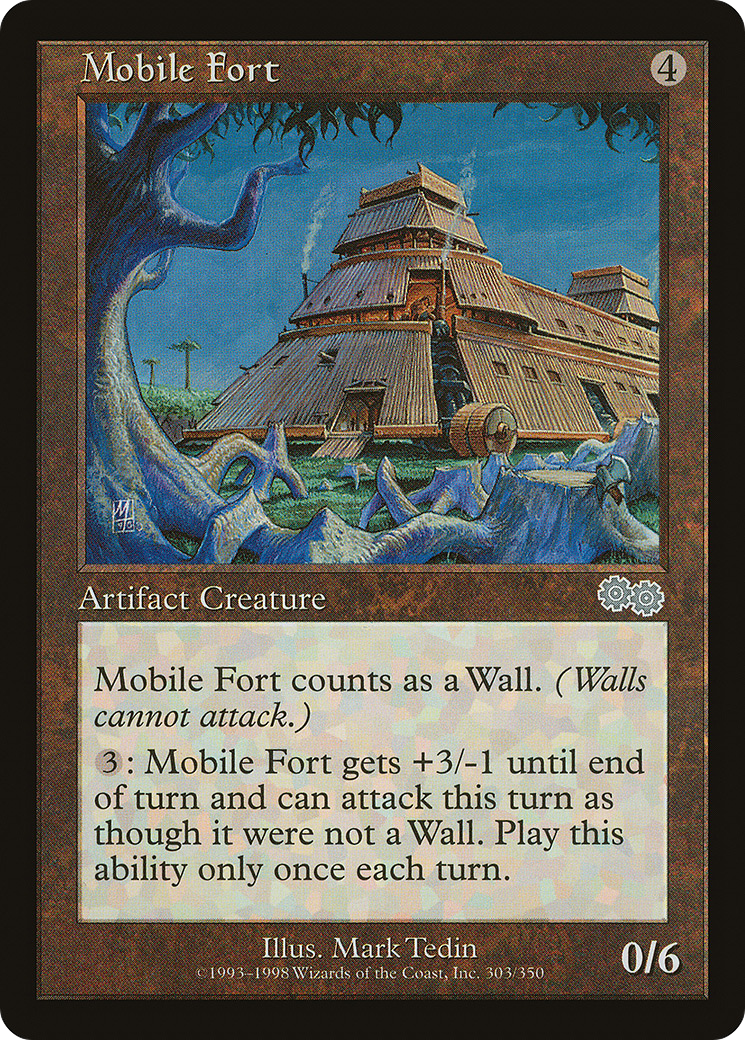 Mobile Fort
4
Artifact Creature
Mobile Fort counts as a Wall. (Walls
cannot attack.)
3: Mobile Fort gets +3/-1 until end
of turn and can attack this turn as
though it were not a Wall. Play this
ability only once each turn.
Illus. Mark Tedin
©1993–1998 Wizards of the Coast, Inc. 303/350
0/6